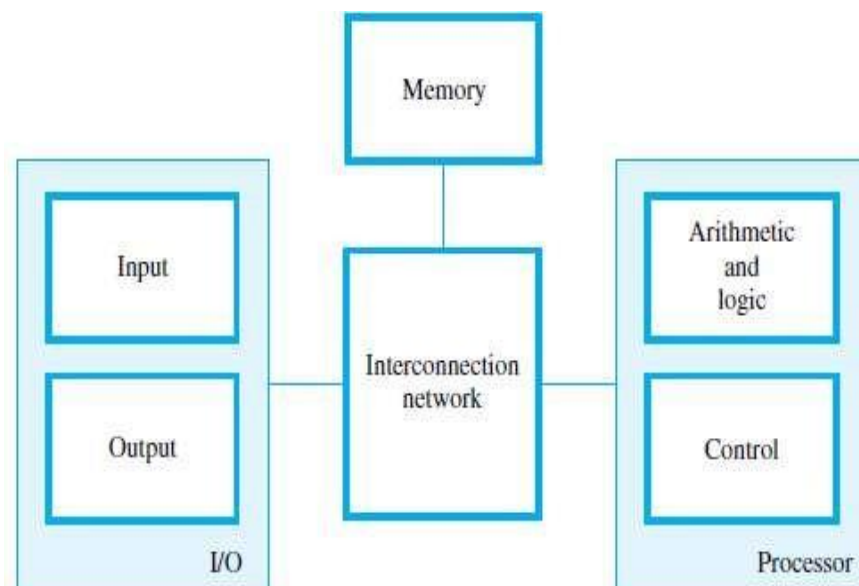 Memory
Input
Output
I/O
Interconnection
network
Arithmetic
and
logic
Control
Processor